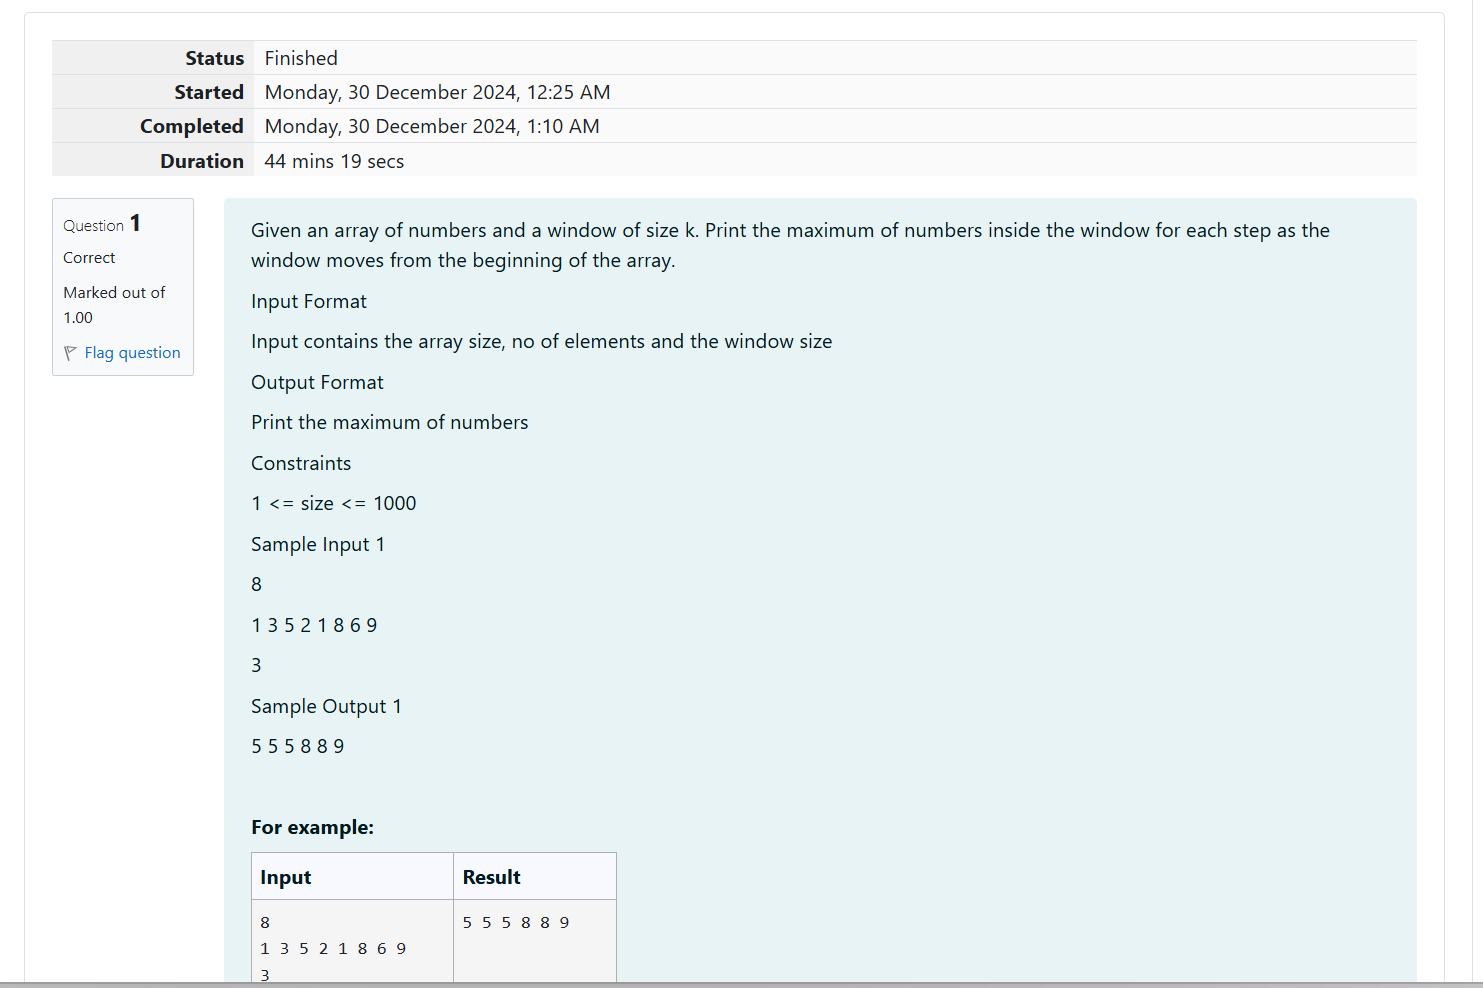 Status Finished
Started Monday, 30 December 2024, 12:25 AM
Completed Monday, 30 December 2024, 1:10 AM
Duration 44 mins 19 secs
Question 1
Correct
Marked out of
1.00
Flag question
Given an array of numbers and a window of size k. Print the maximum of numbers inside the window for each step as the
window moves from the beginning of the array.
Input Format
Input contains the array size, no of elements and the window size
Output Format
Print the maximum of numbers
Constraints
1 <= size <= 1000
Sample Input 1
8
1 3 5 2 1 8 6 9
3
Sample Output 1
5 5 5 8 8 9
For example:
Input Result
8 5 5 5 8 8 9
1 3 5 2 1 8 6 9
3